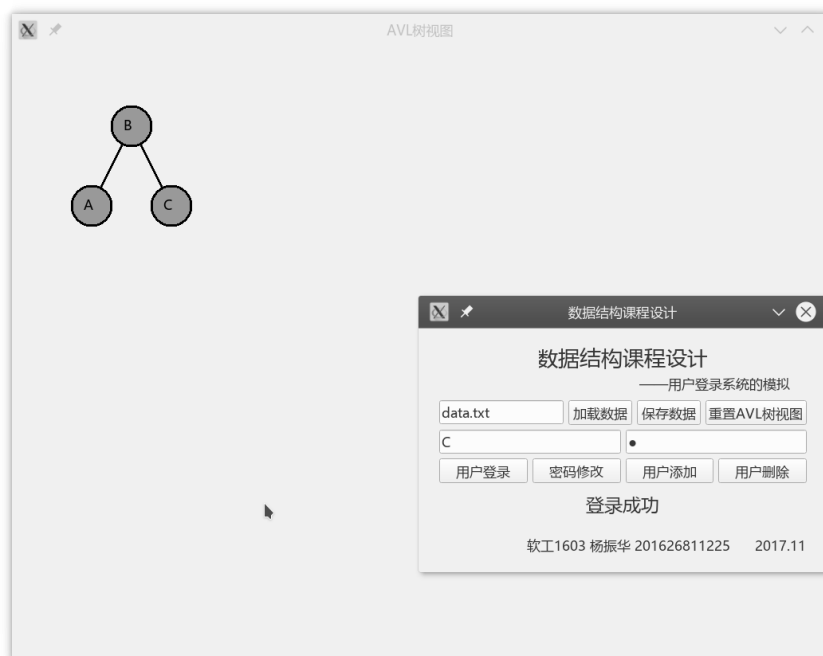 AVL树视图
B
A C
数据结构课程设计
数据结构课程设计
——用户登录系统的模拟
data.txt 加载数据 保存数据 重置AVL树视图
C ●
用户登录 密码修改 用户添加 用户删除
登录成功
软工1603 杨振华 201626811225 2017.11